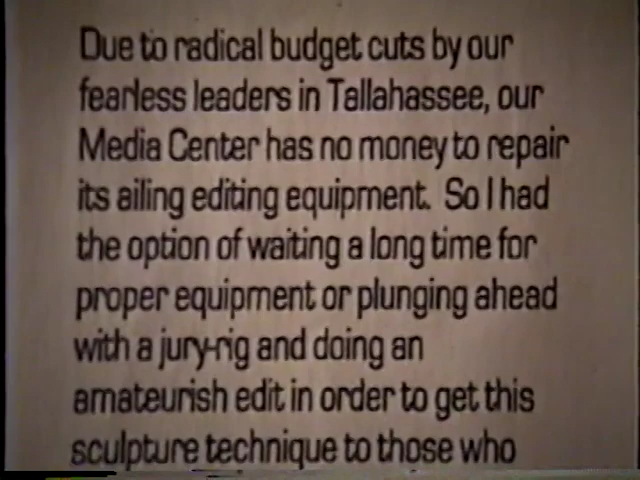 Due to radical budget cuts by our
fearless leaders in Tallahassee, our
Media Center has no money to repair
its ailing editing equipment. So I had
the option of waiting a long time for
proper equipment or plunging ahead
with a jury-rig and doing an
amateurish edit in order to get this
sculpture technique to those who